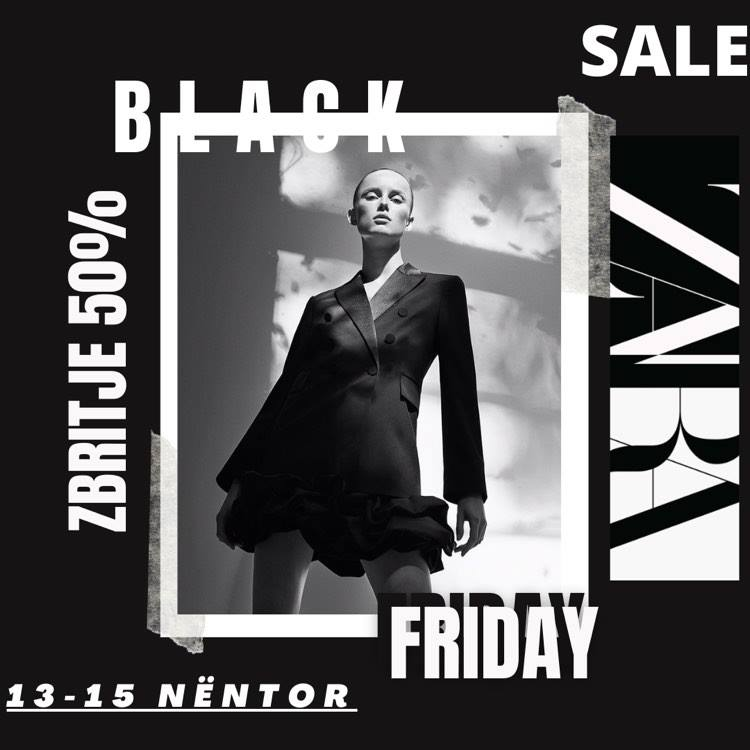 SALE
BLACK
ZARA
ZBRITJE 50%
FRIDAY
13-15 NËNTOR